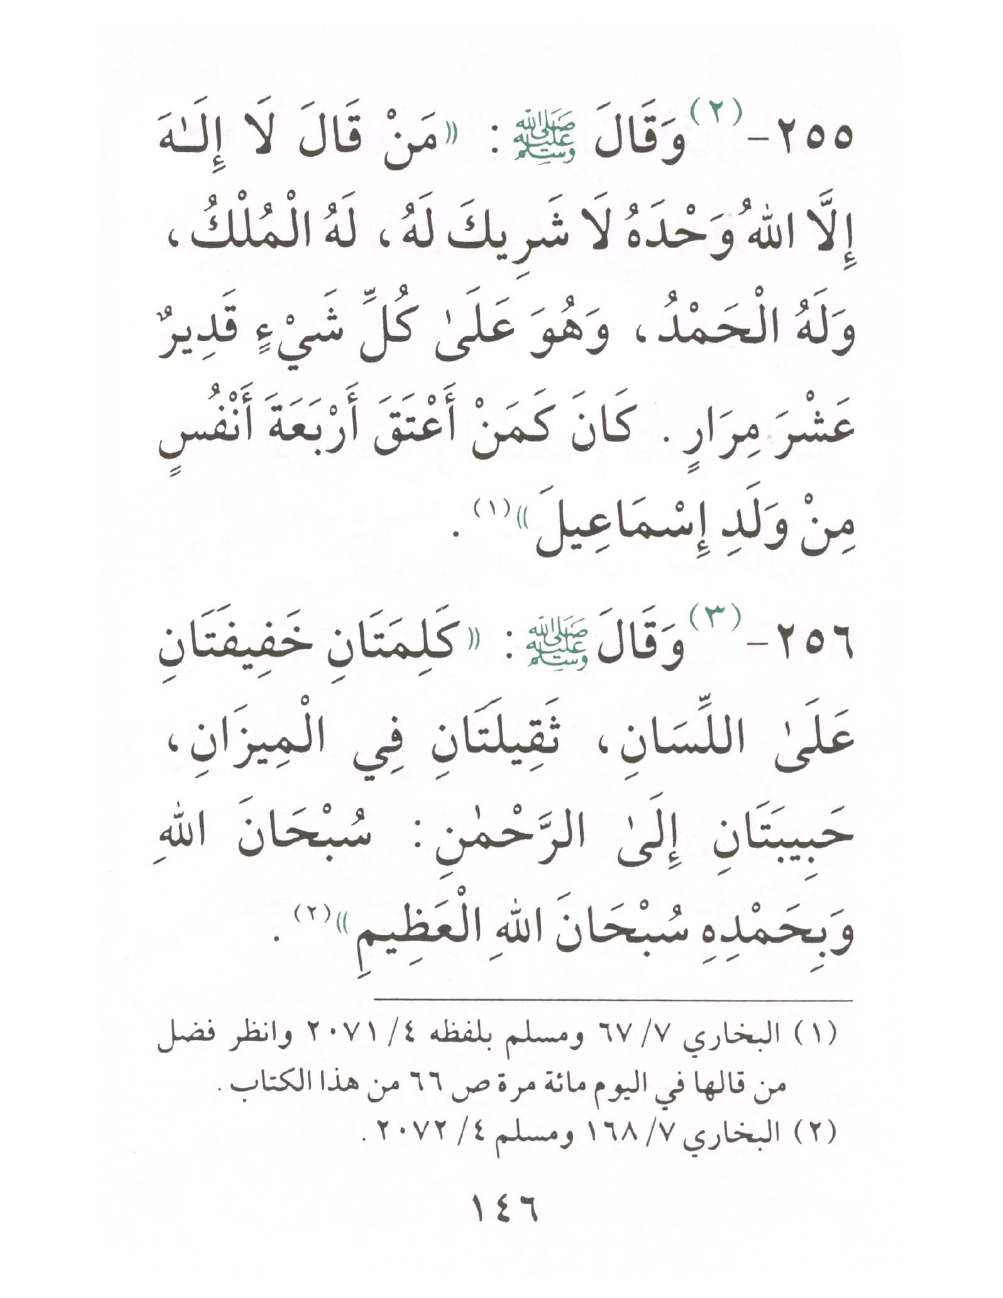 ٢٥٥-(٢) وَقَالَ ﷺ : «مَنْ قَالَ لَا إِلَـٰهَ
إِلَّا اللهُ وَحْدَهُ لَا شَرِيكَ لَهُ، لَهُ الْمُلْكُ،
وَلَهُ الْحَمْدُ، وَهُوَ عَلَىٰ كُلِّ شَيْءٍ قَدِيرٌ
عَشْرَ مِرَارٍ . كَانَ كَمَنْ أَعْتَقَ أَرْبَعَةَ أَنْفُسٍ
مِنْ وَلَدِ إِسْمَاعِيلَ»(١) .
٢٥٦-(٣) وَقَالَ ﷺ : «كَلِمَتَانِ خَفِيفَتَانِ
عَلَىٰ اللِّسَانِ، ثَقِيلَتَانِ فِي الْمِيزَانِ،
حَبِيبَتَانِ إِلَىٰ الرَّحْمٰنِ : سُبْحَانَ اللهِ
وَبِحَمْدِهِ سُبْحَانَ اللهِ الْعَظِيمِ»(٢) .
(١) البخاري ٧/ ٦٧ ومسلم بلفظه ٤/ ٢٠٧١ وانظر فضل
من قالها في اليوم مائة مرة ص ٦٦ من هذا الكتاب .
(٢) البخاري ٧/ ١٦٨ ومسلم ٤/ ٢٠٧٢ .
١٤٦